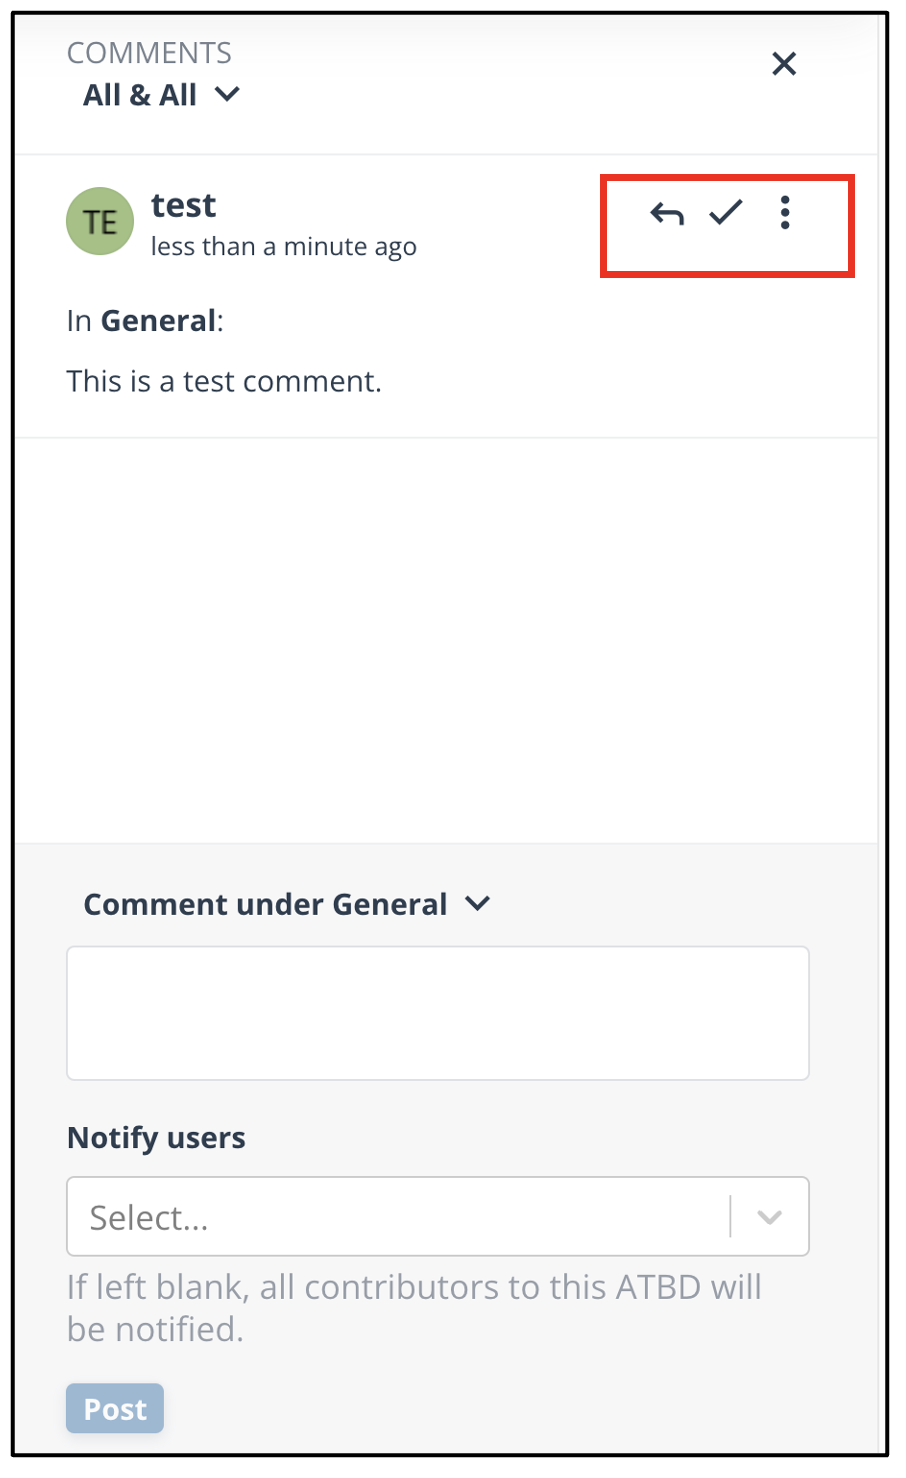 COMMENTS
All & All
TE
test
less than a minute ago
In General:
This is a test comment.
Comment under General
Notify users
Select...
If left blank, all contributors to this ATBD will
be notified.
Post